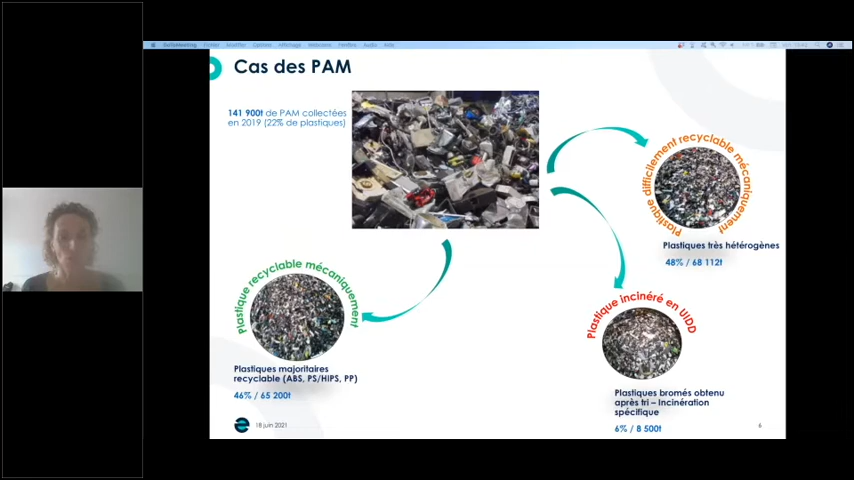 Cas des PAM
141 900t de PAM collectées
en 2019 (22% de plastiques)
Plastique difficilement recyclable mécaniquement
Plastiques très hétérogènes
48% / 68 112t
Plastique recyclable mécaniquement
Plastiques majoritaires
recyclable (ABS, PS/HIPS, PP)
46% / 65 200t
Plastique incinéré en UIDD
Plastiques bromés obtenu
après tri – Incinération
spécifique
6% / 8 500t
18 juin 2021
6